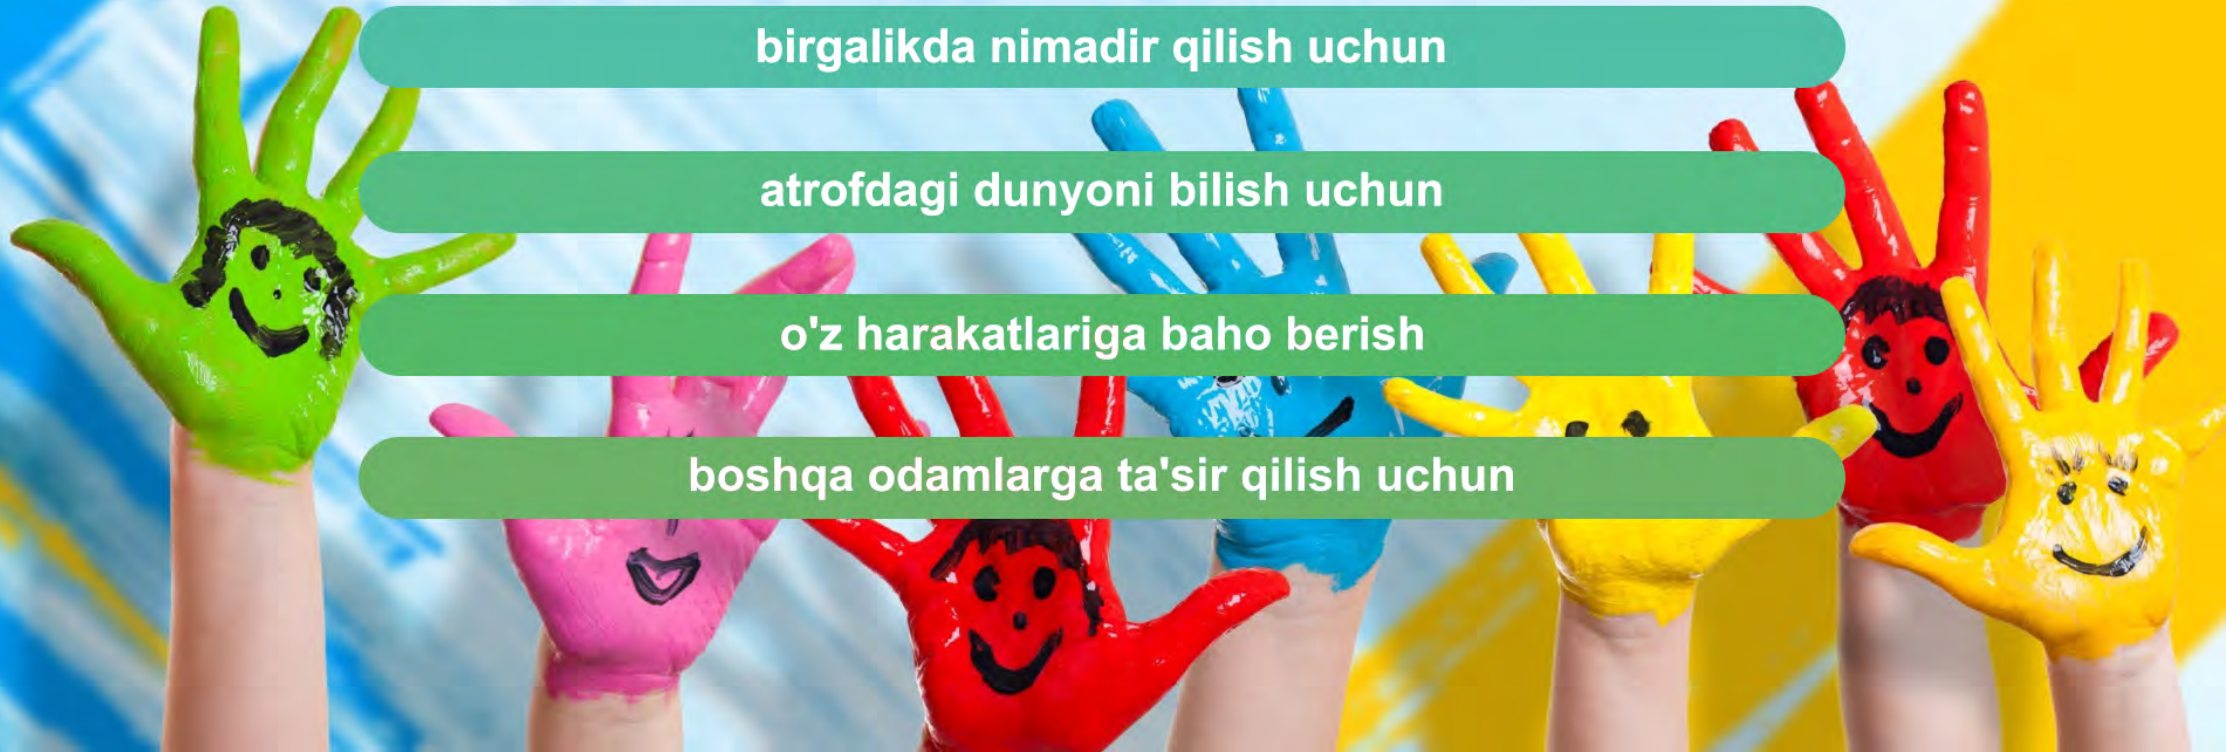 birgalikda nimadir qilish uchun
atrofdagi dunyoni bilish uchun
o'z harakatlariga baho berish
boshqa odamlarga ta'sir qilish uchun